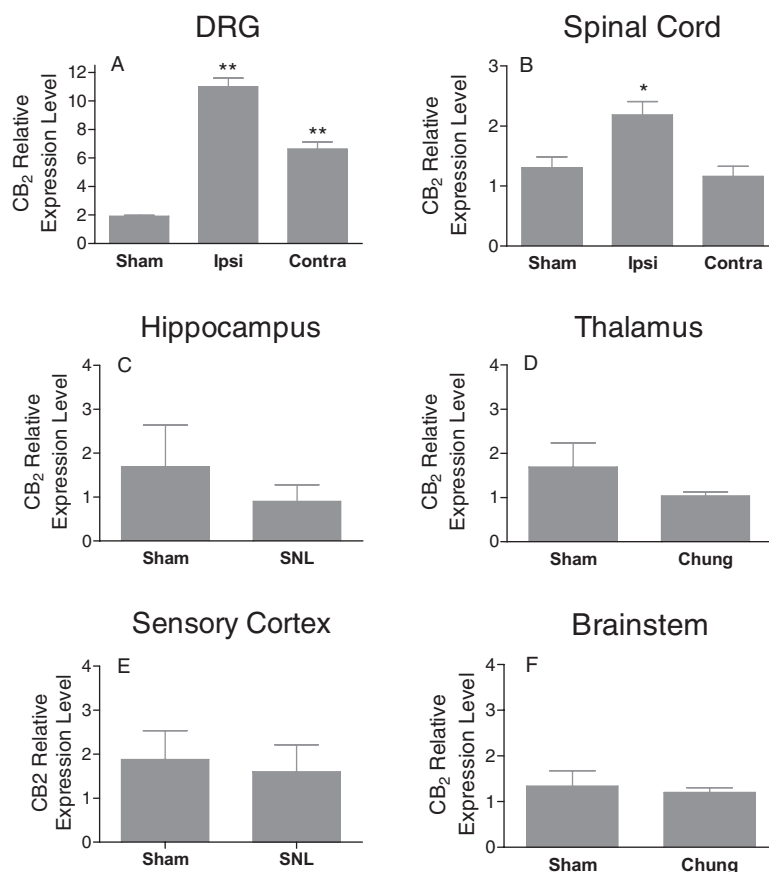 DRG
A
CB₂ Relative
Expression Level
12
10
8
6
4
2
0
**
**
Sham Ipsi Contra
Spinal Cord
B
CB₂ Relative
Expression Level
3
2
1
0
*
Sham Ipsi Contra
Hippocampus
C
CB₂ Relative
Expression Level
4
3
2
1
0
Sham SNL
Thalamus
D
CB₂ Relative
Expression Level
4
3
2
1
0
Sham Chung
Sensory Cortex
E
CB2 Relative
Expression Level
4
3
2
1
0
Sham SNL
Brainstem
F
CB₂ Relative
Expression Level
4
3
2
1
0
Sham Chung